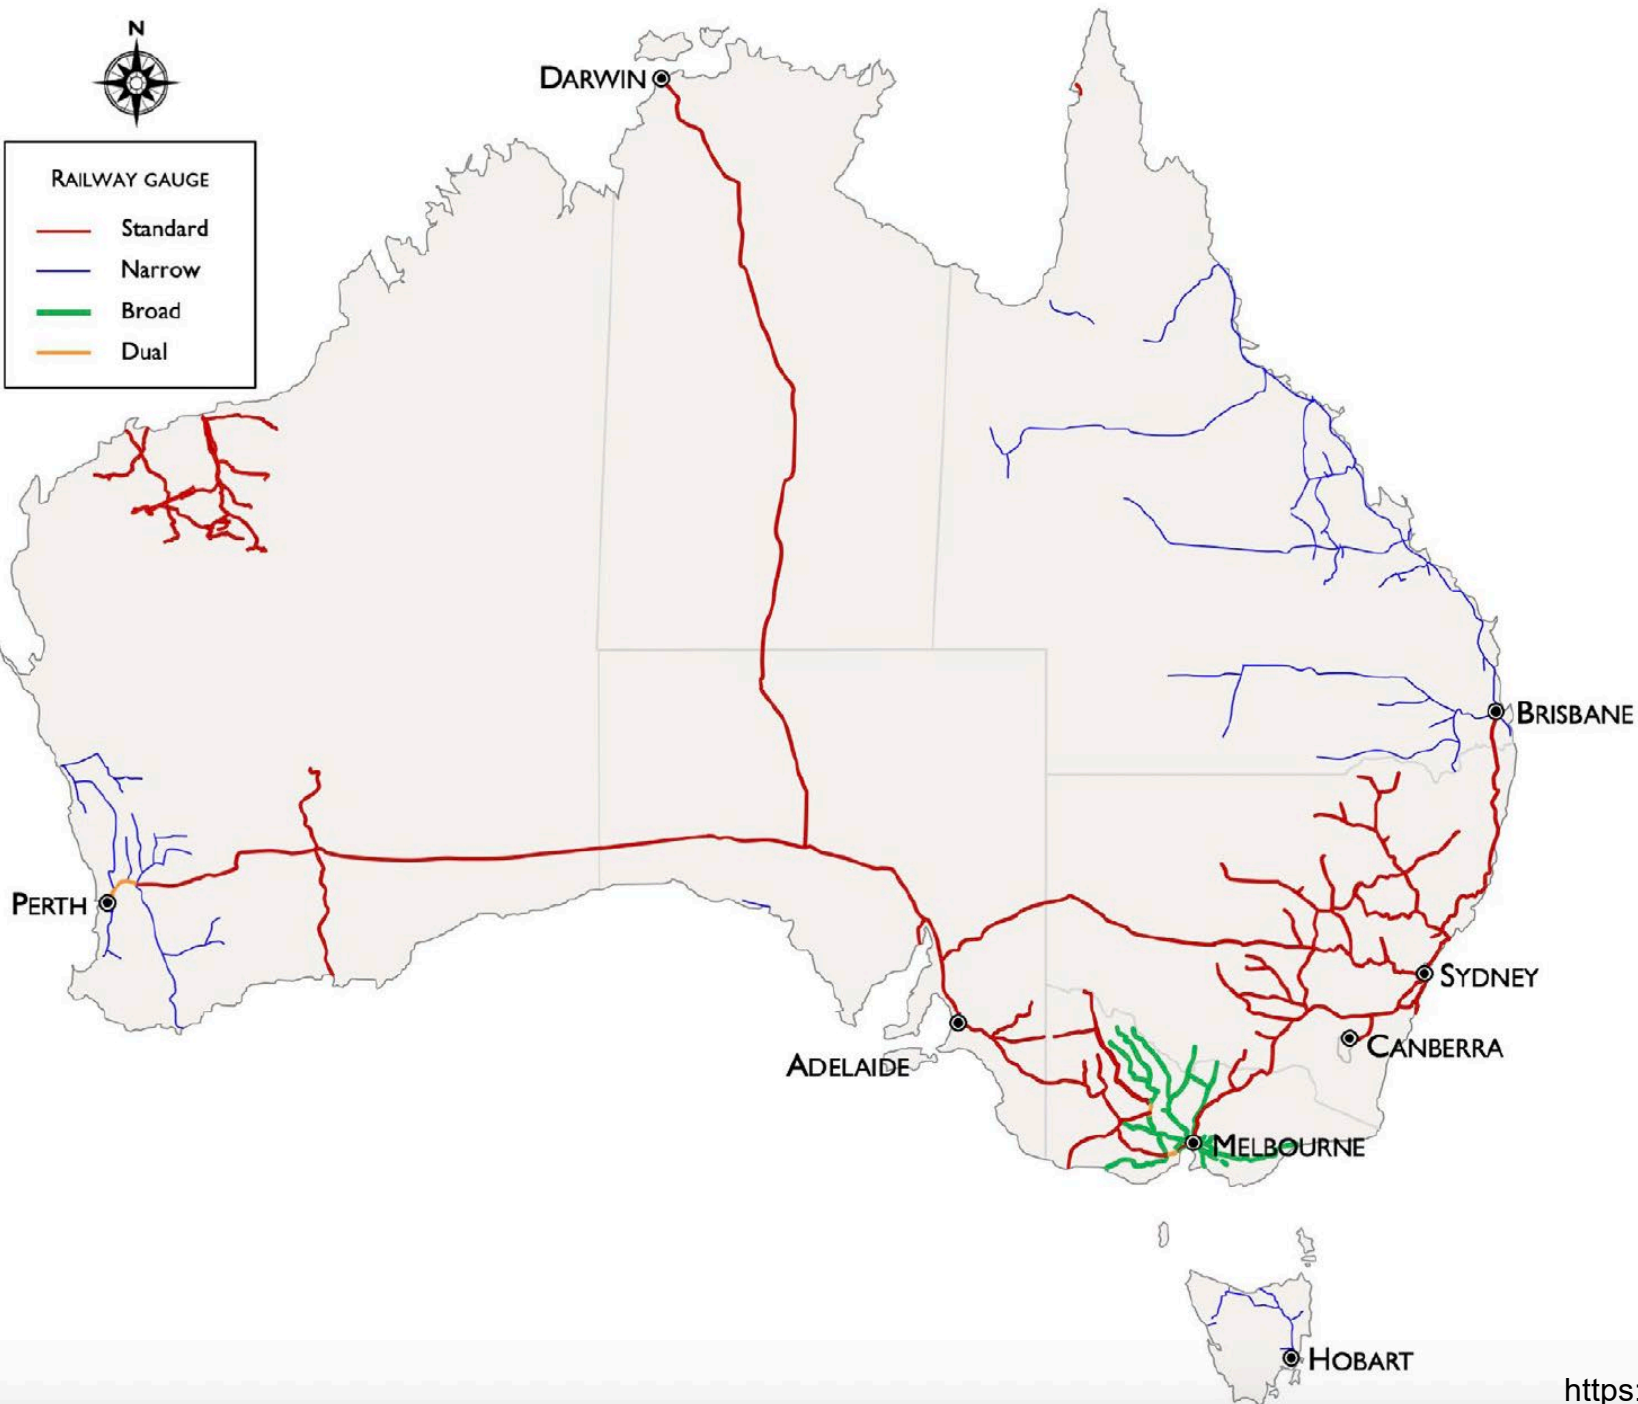 N
DARWIN
RAILWAY GAUGE
Standard
Narrow
Broad
Dual
BRISBANE
PERTH
SYDNEY
CANBERRA
ADELAIDE
MELBOURNE
HOBART
https: